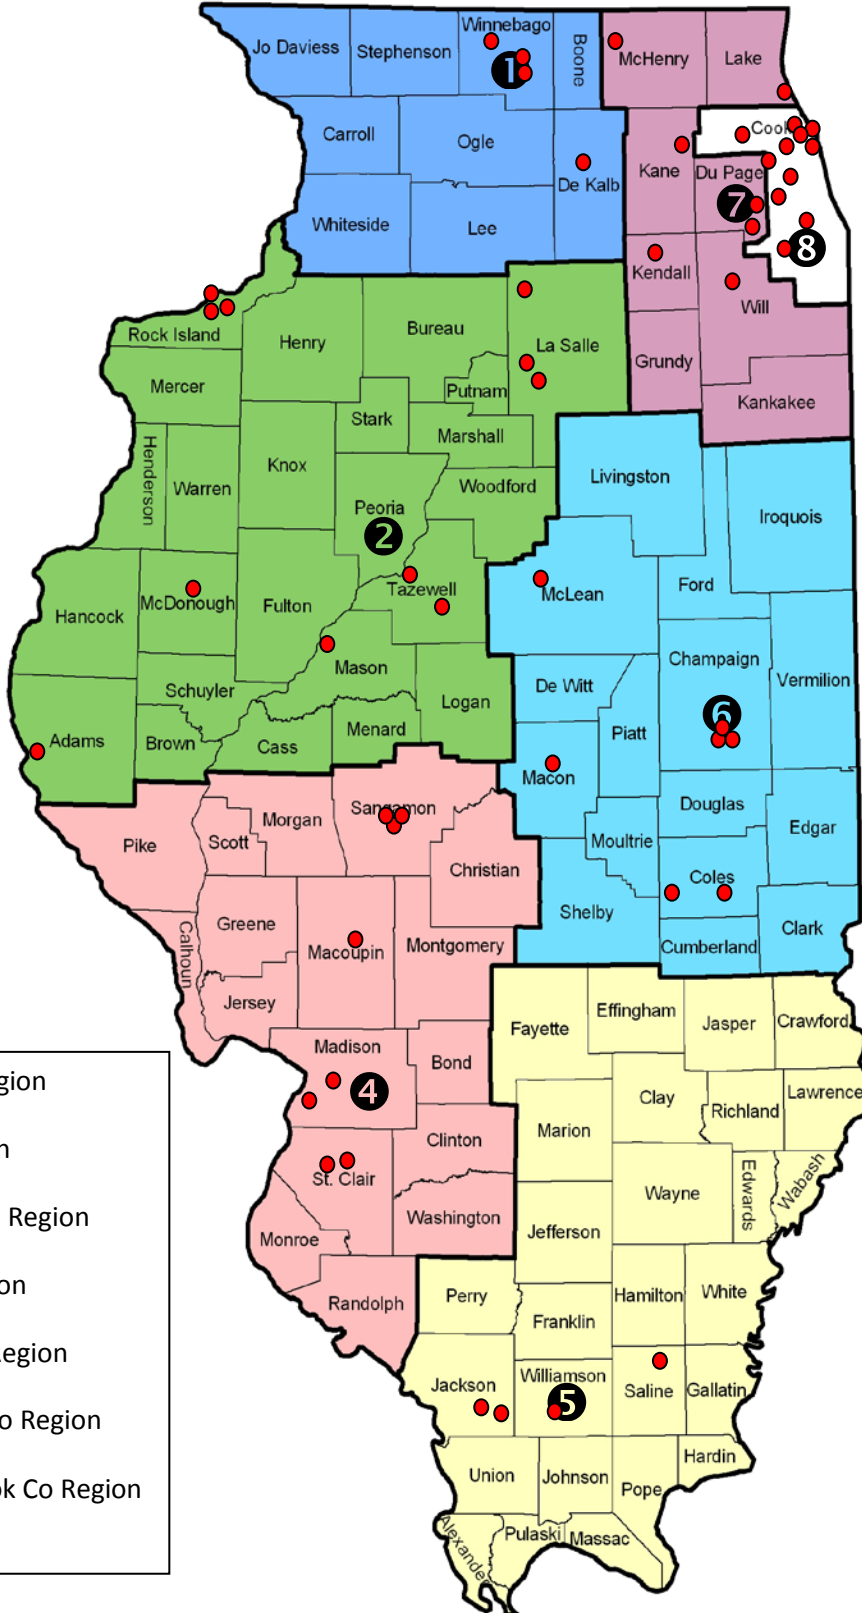 Winnebago
Jo Daviess
Stephenson
Boone
McHenry
Lake
1
Carroll
Ogle
De Kalb
Kane
Cook
Du Page
7
8
Whiteside
Lee
Kendall
Will
Grundy
Kankakee
Rock Island
Henry
Bureau
La Salle
Mercer
Putnam
Stark
Marshall
Henderson
Warren
Knox
Peoria
2
Woodford
Livingston
Iroquois
Hancock
McDonough
Fulton
Tazewell
McLean
Ford
Mason
Champaign
Vermilion
Schuyler
Logan
De Witt
6
Adams
Brown
Cass
Menard
Piatt
Macon
Pike
Scott
Morgan
Sangamon
Douglas
Edgar
Moultrie
Christian
Coles
Shelby
Greene
Calhoun
Macoupin
Montgomery
Cumberland
Clark
Jersey
Fayette
Effingham
Jasper
Crawford
Madison
4
Bond
Clay
Richland
Lawrence
Marion
Clinton
St. Clair
Wayne
Edwards
Wabash
Washington
Monroe
Jefferson
Randolph
Perry
Hamilton
White
Franklin
Jackson
Williamson
5
Saline
Gallatin
Union
Johnson
Pope
Hardin
Alexander
Pulaski
Massac
gion
n
Region
on
egion
o Region
k Co Region